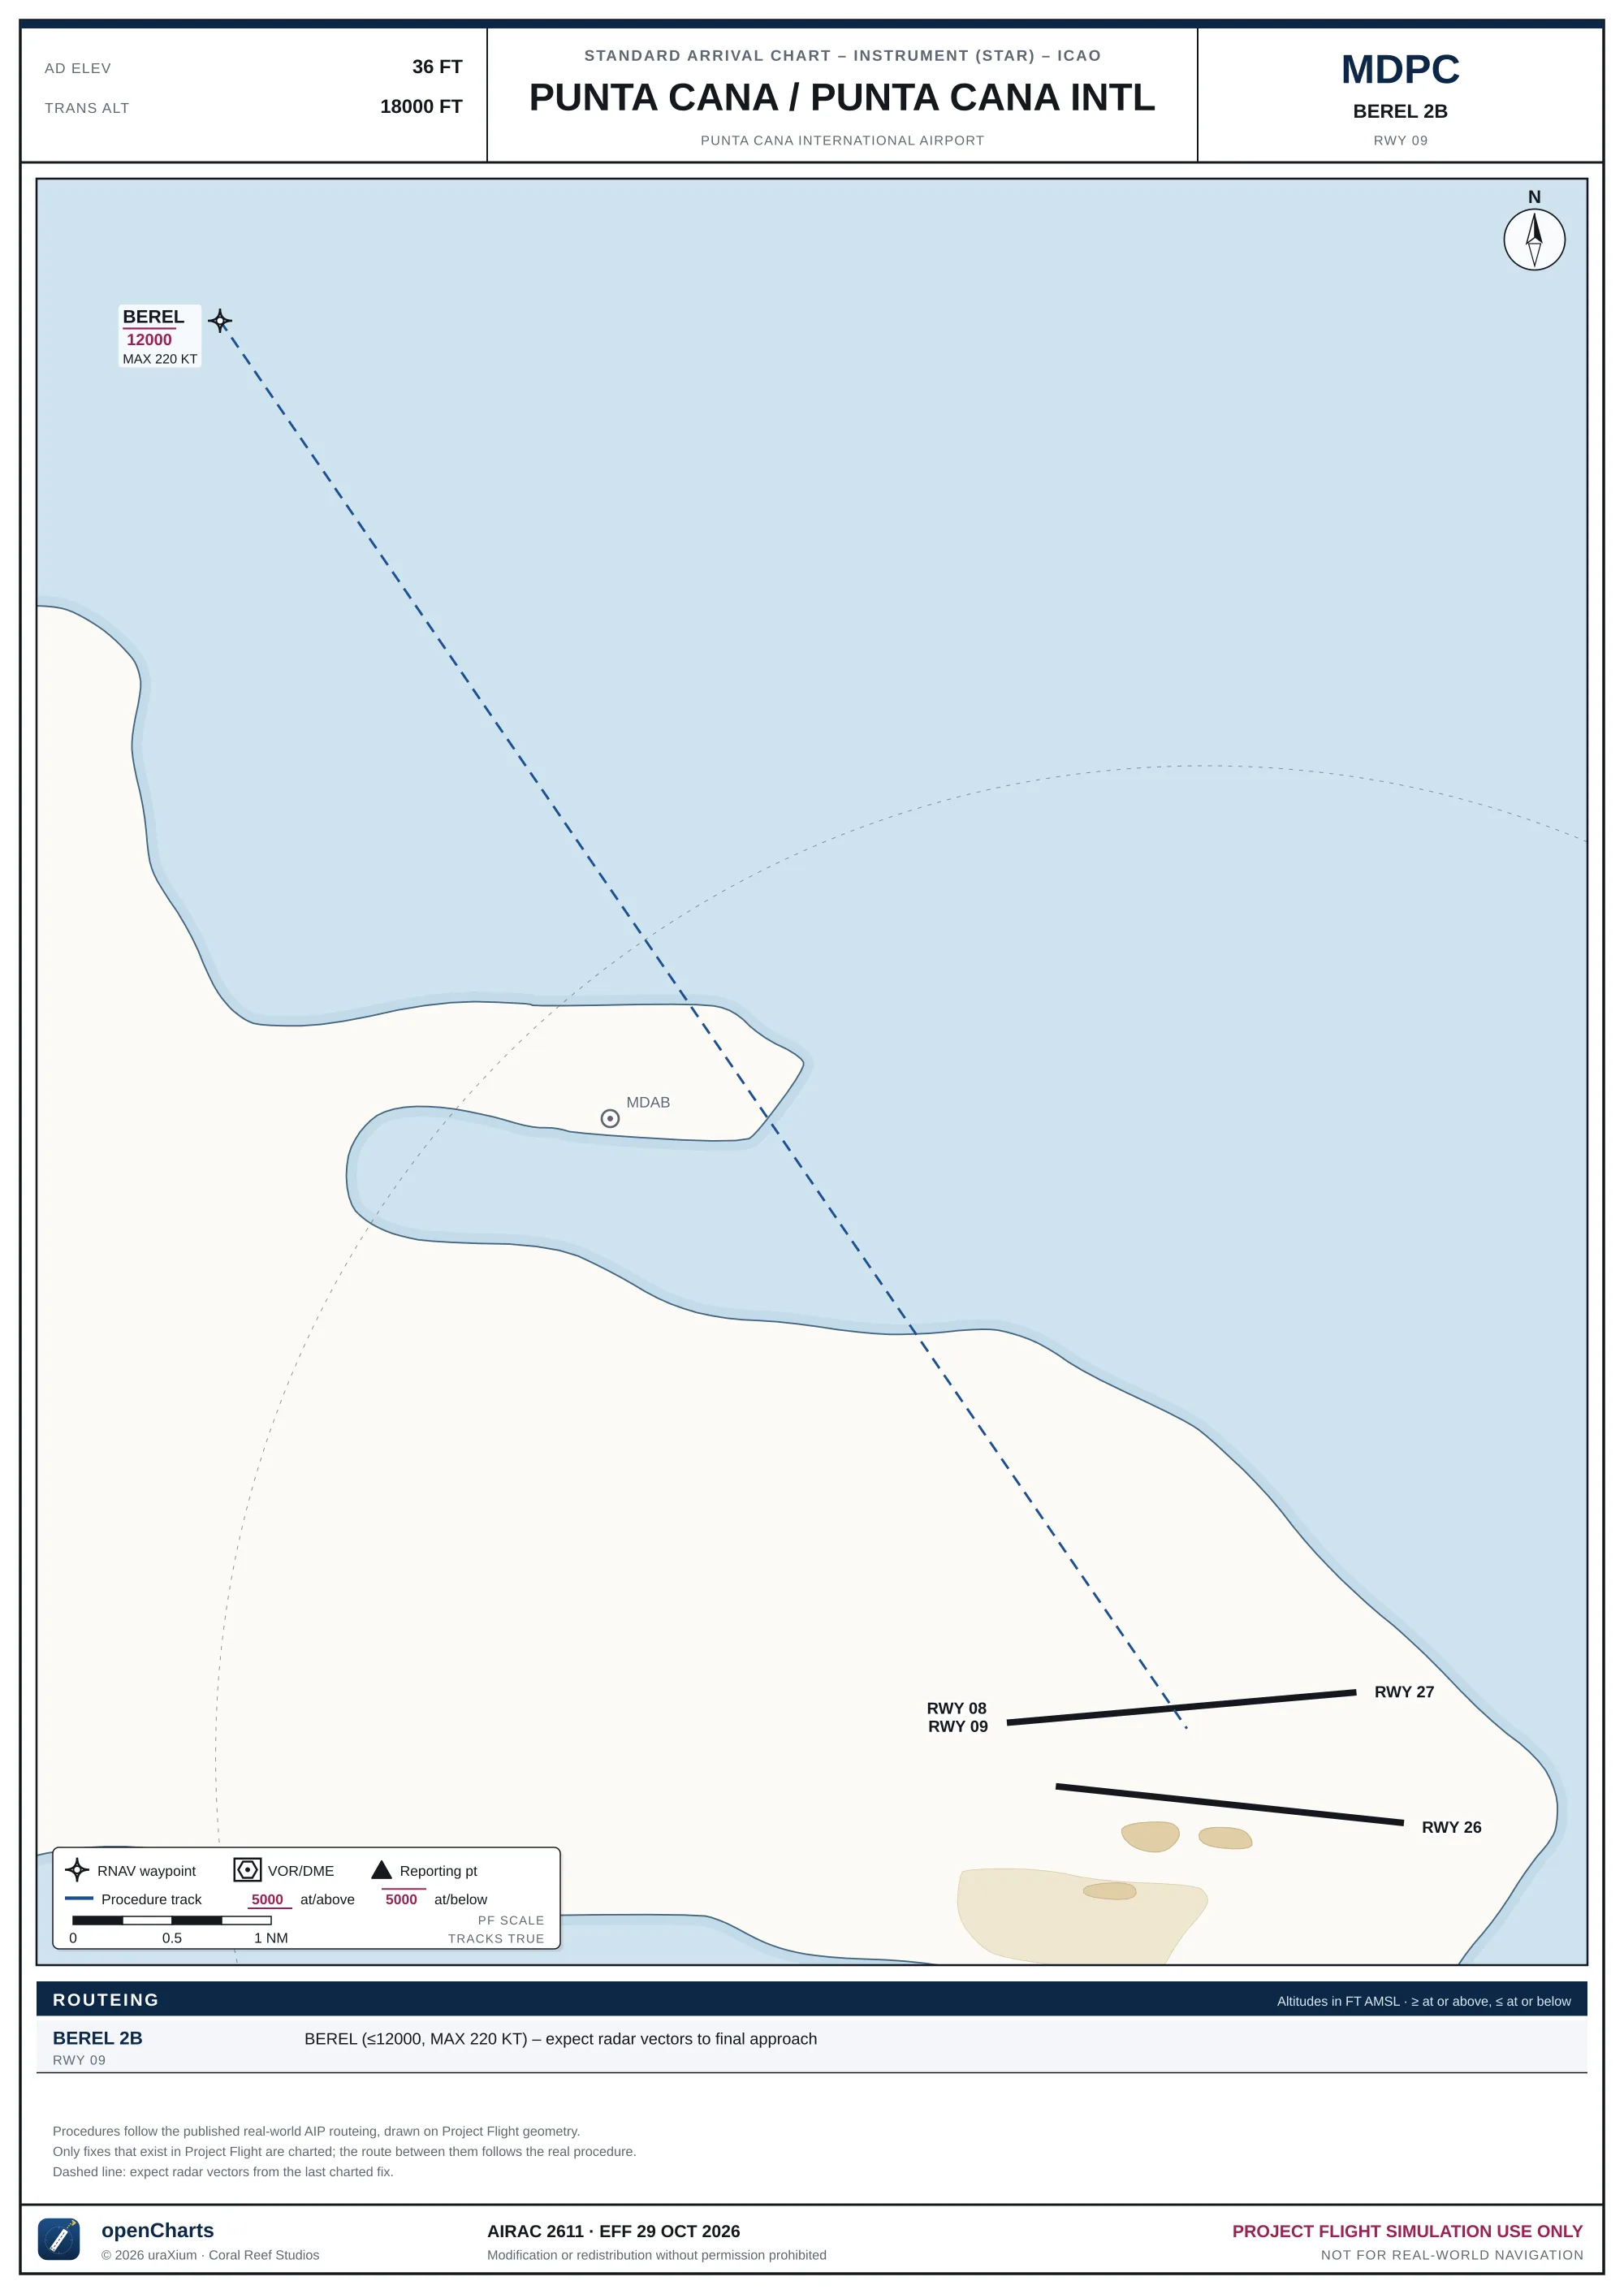 AD ELEV 36 FT
TRANS ALT 18000 FT
STANDARD ARRIVAL CHART – INSTRUMENT (STAR) – ICAO
PUNTA CANA / PUNTA CANA INTL
PUNTA CANA INTERNATIONAL AIRPORT
MDPC
BEREL 2B
RWY 09
N
BEREL
12000
MAX 220 KT
MDAB
RWY 08
RWY 09
RWY 27
RWY 26
RNAV waypoint VOR/DME Reporting pt
Procedure track 5000 at/above 5000 at/below
PF SCALE
0 0.5 1 NM TRACKS TRUE
ROUTEING Altitudes in FT AMSL · ≥ at or above, ≤ at or below
BEREL 2B BEREL (≤12000, MAX 220 KT) – expect radar vectors to final approach
RWY 09
Procedures follow the published real-world AIP routeing, drawn on Project Flight geometry.
Only fixes that exist in Project Flight are charted; the route between them follows the real procedure.
Dashed line: expect radar vectors from the last charted fix.
openCharts
© 2026 uraXium · Coral Reef Studios
AIRAC 2611 · EFF 29 OCT 2026
Modification or redistribution without permission prohibited
PROJECT FLIGHT SIMULATION USE ONLY
NOT FOR REAL-WORLD NAVIGATION